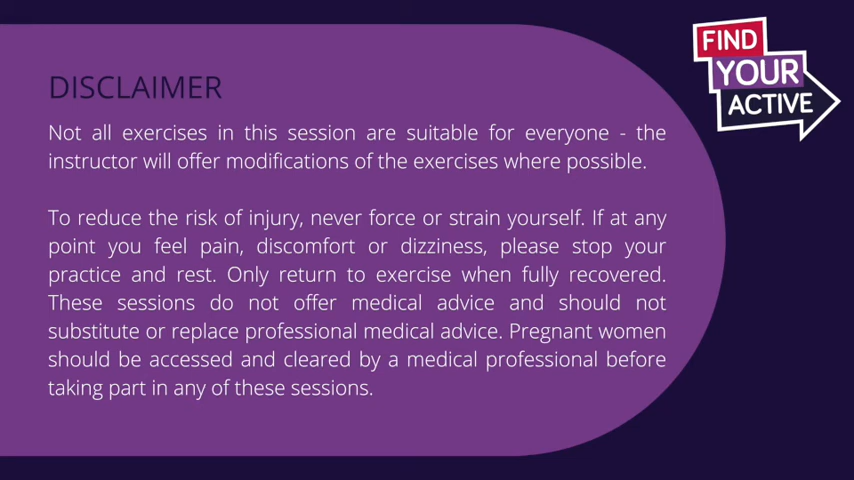 DISCLAIMER
Not all exercises in this session are suitable for everyone - the
instructor will offer modifications of the exercises where possible.
To reduce the risk of injury, never force or strain yourself. If at any
point you feel pain, discomfort or dizziness, please stop your
practice and rest. Only return to exercise when fully recovered.
These sessions do not offer medical advice and should not
substitute or replace professional medical advice. Pregnant women
should be accessed and cleared by a medical professional before
taking part in any of these sessions.
FIND
YOUR
ACTIVE